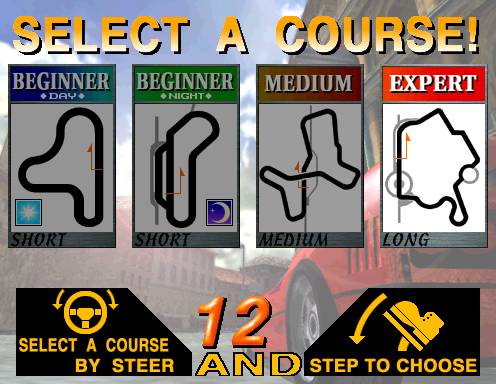 SELECT A COURSE!
BEGINNER
DAY
BEGINNER
NIGHT
MEDIUM
EXPERT
SHORT
SHORT
MEDIUM
LONG
SELECT A COURSE
BY STEER
12
AND
STEP TO CHOOSE